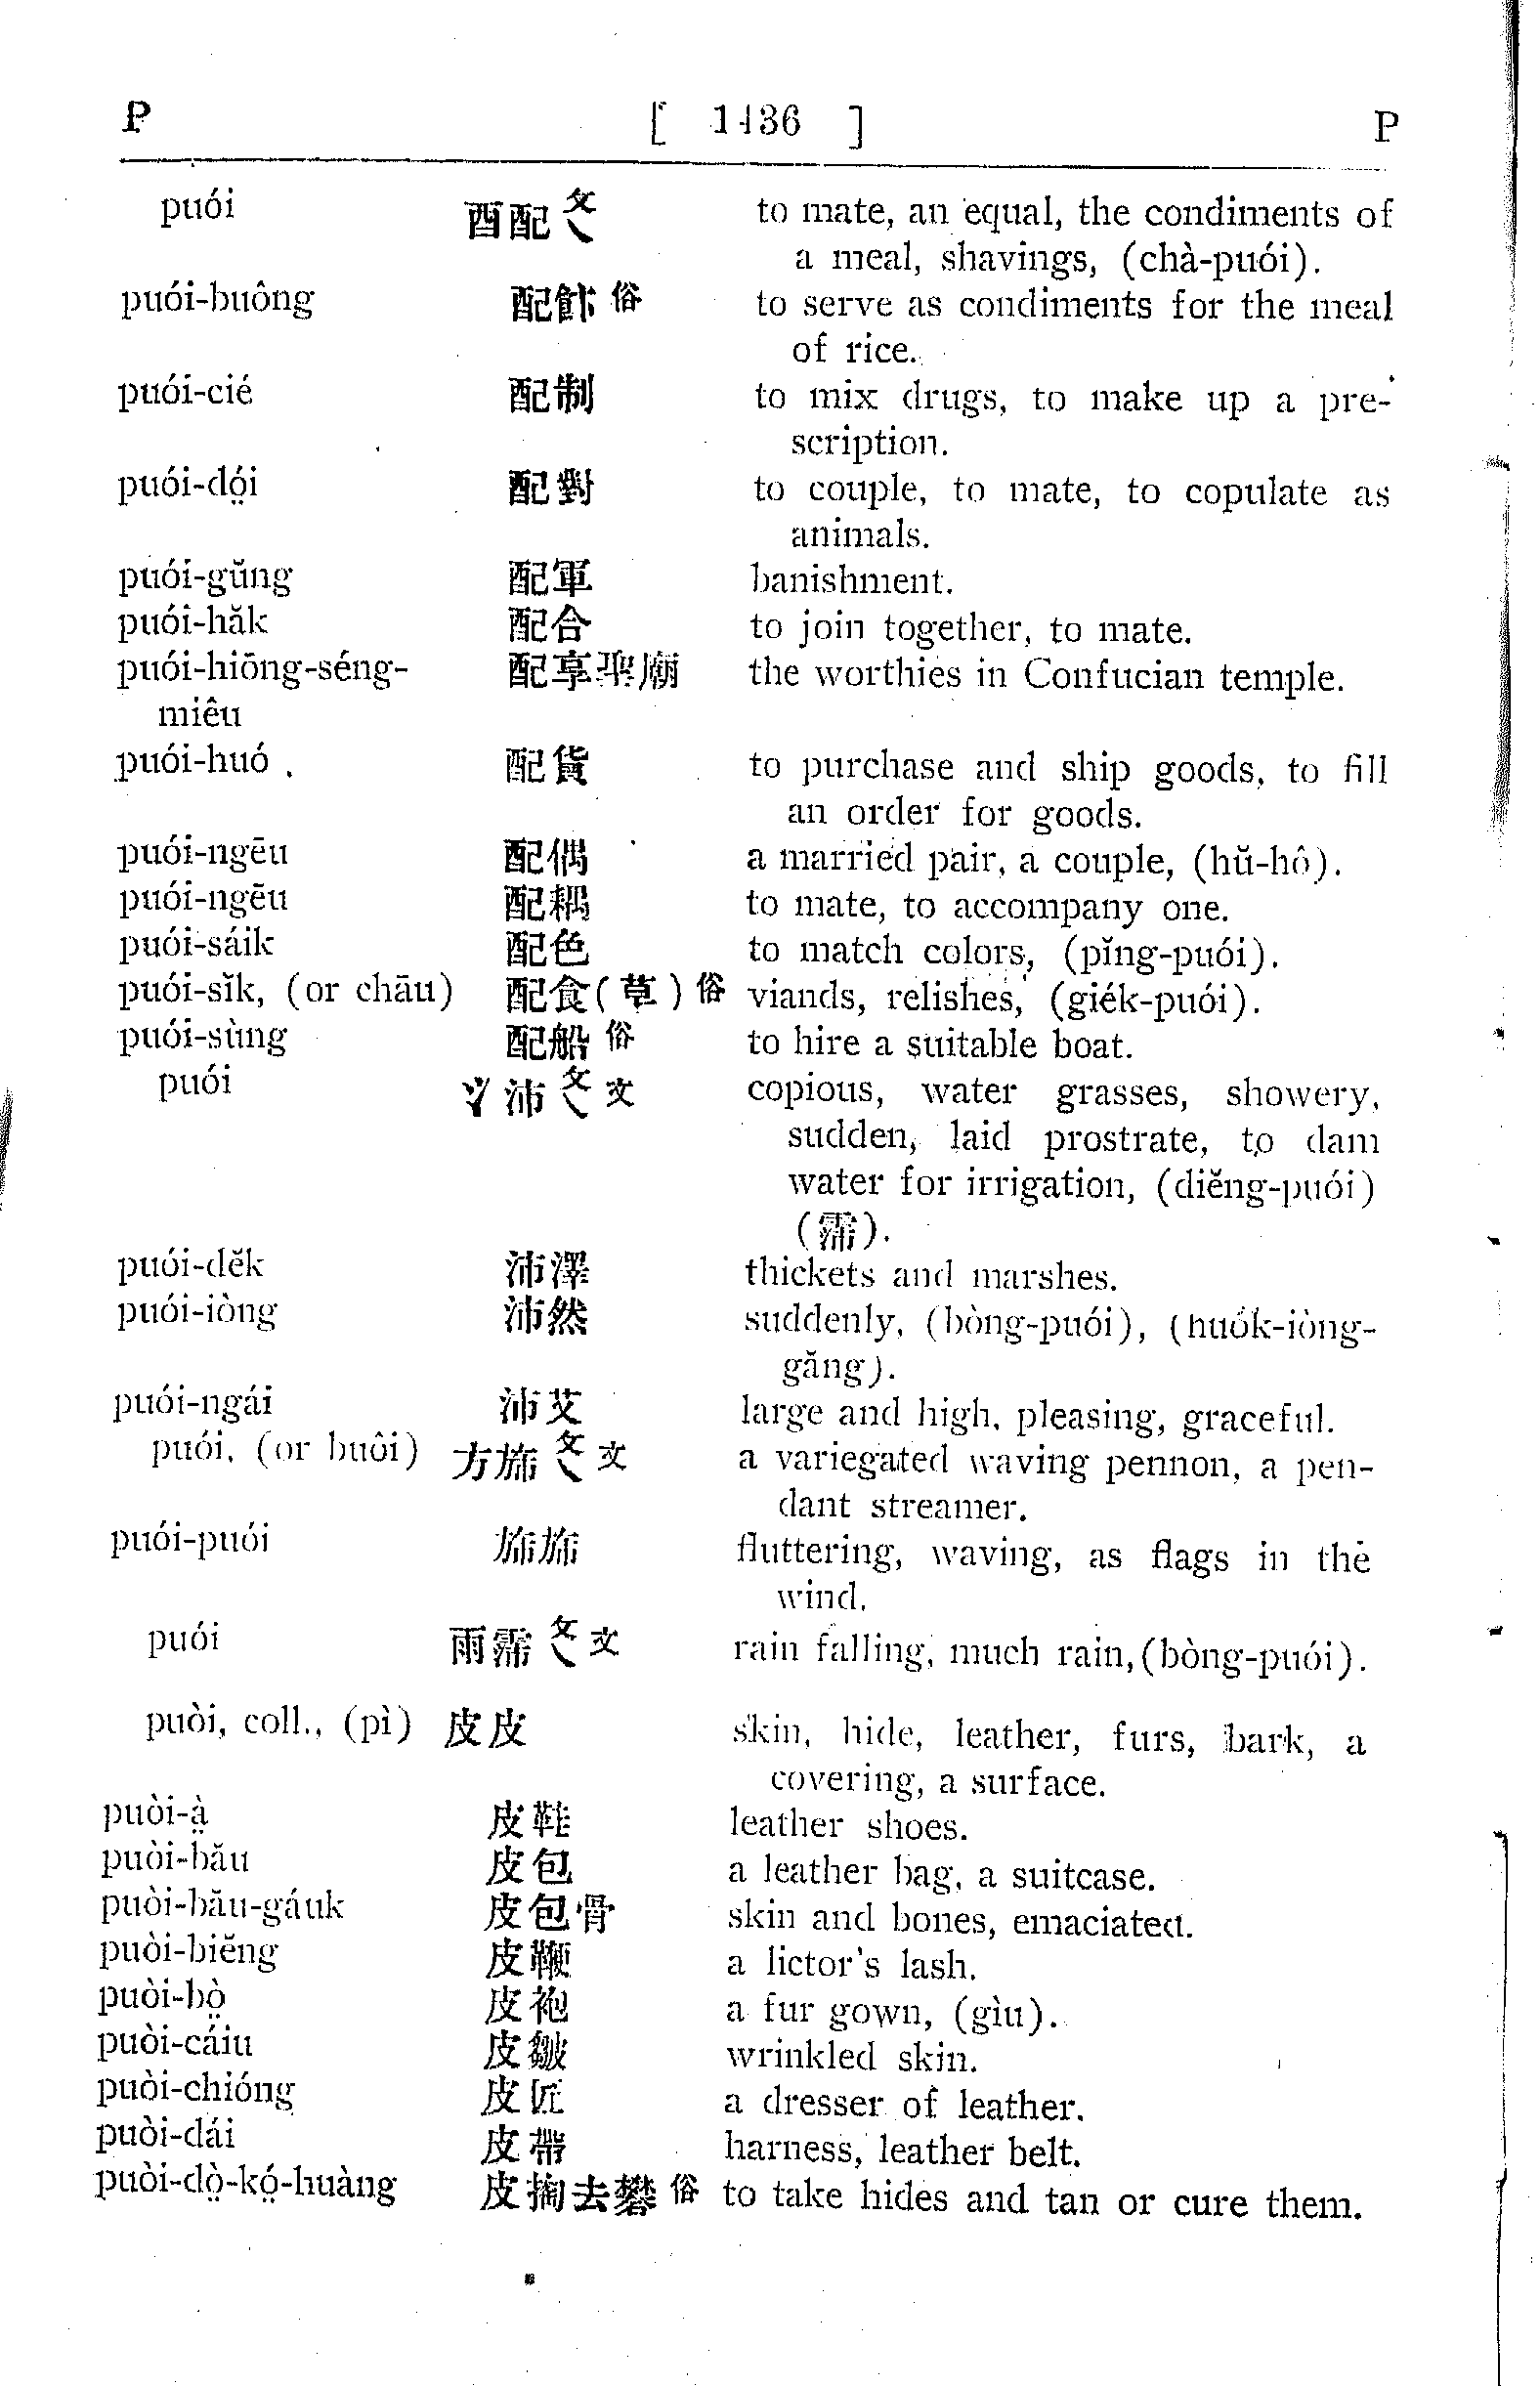 P [ 1436 ] P
puói 酉配 ㄆㄟ to mate, an equal, the condiments of
a meal, shavings, (chà-puói).
puói-buông 配飰 俗 to serve as condiments for the meal
of rice.
puói-cié 配制 to mix drugs, to make up a pre-
scription.
puói-dó̤i 配對 to couple, to mate, to copulate as
animals.
puói-gŭng 配軍 banishment.
puói-hăk 配合 to join together, to mate.
puói-hiōng-séng- 配享聖廟 the worthies in Confucian temple.
miêu
puói-huó 配貨 to purchase and ship goods, to fill
an order for goods.
puói-ngēu 配偶 a married pair, a couple, (hŭ-hô).
puói-ngēu 配耦 to mate, to accompany one.
puói-sáik 配色 to match colors, (pĭng-puói).
puói-sĭk, (or chāu) 配食(草) 俗 viands, relishes, (giék-puói).
puói-sùng 配船 俗 to hire a suitable boat.
puói 氵沛 ㄆㄟ 文 copious, water grasses, showery,
sudden, laid prostrate, to dam
water for irrigation, (diĕng-puói)
(霈).
puói-dĕk 沛澤 thickets and marshes.
puói-iòng 沛然 suddenly, (bòng-puói), (huók-iòng-
găng).
puói-ngái 沛艾 large and high, pleasing, graceful.
puói, (or buôi) 方旆 ㄆㄟ 文 a variegated waving pennon, a pen-
dant streamer.
puói-puói 旆旆 fluttering, waving, as flags in the
wind.
puói 雨霈 ㄆㄟ 文 rain falling, much rain, (bòng-puói).
puòi, coll., (pì) 皮皮 skin, hide, leather, furs, bark, a
covering, a surface.
puòi-à̤ 皮鞋 leather shoes.
puòi-bău 皮包 a leather bag, a suitcase.
puòi-bău-gáuk 皮包骨 skin and bones, emaciated.
puòi-biĕng 皮鞭 a lictor's lash.
puòi-bò̤ 皮袍 a fur gown, (gìu).
puòi-cáiu 皮皺 wrinkled skin.
puòi-chióng 皮匠 a dresser of leather.
puòi-dái 皮帶 harness, leather belt.
puòi-dò̤-kó̤-huàng 皮掏去礬 俗 to take hides and tan or cure them.